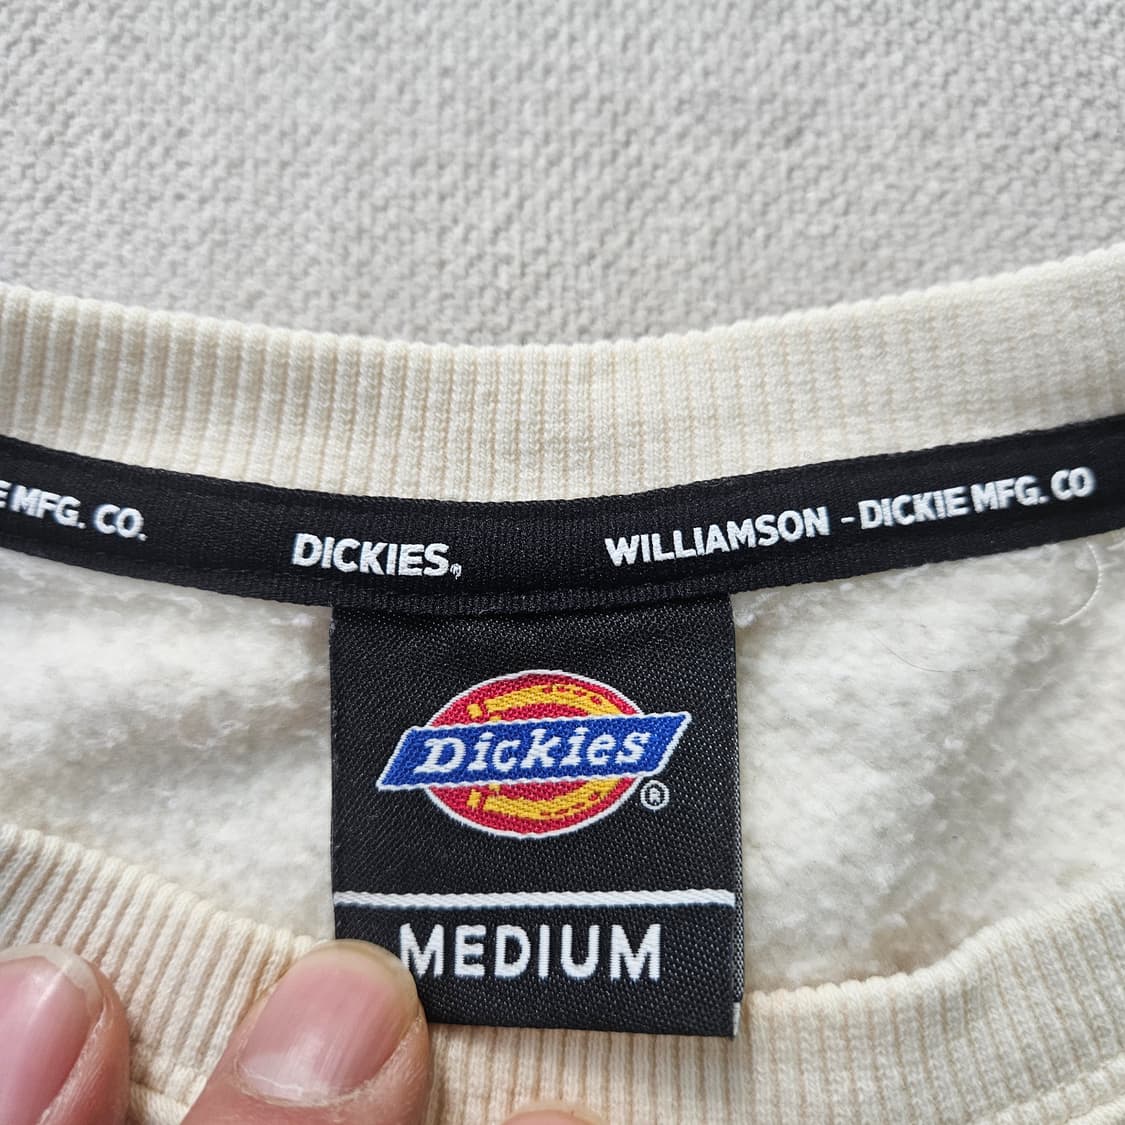 E MFG. CO. DICKIES® WILLIAMSON - DICKIE MFG. CO
Dickies®
MEDIUM